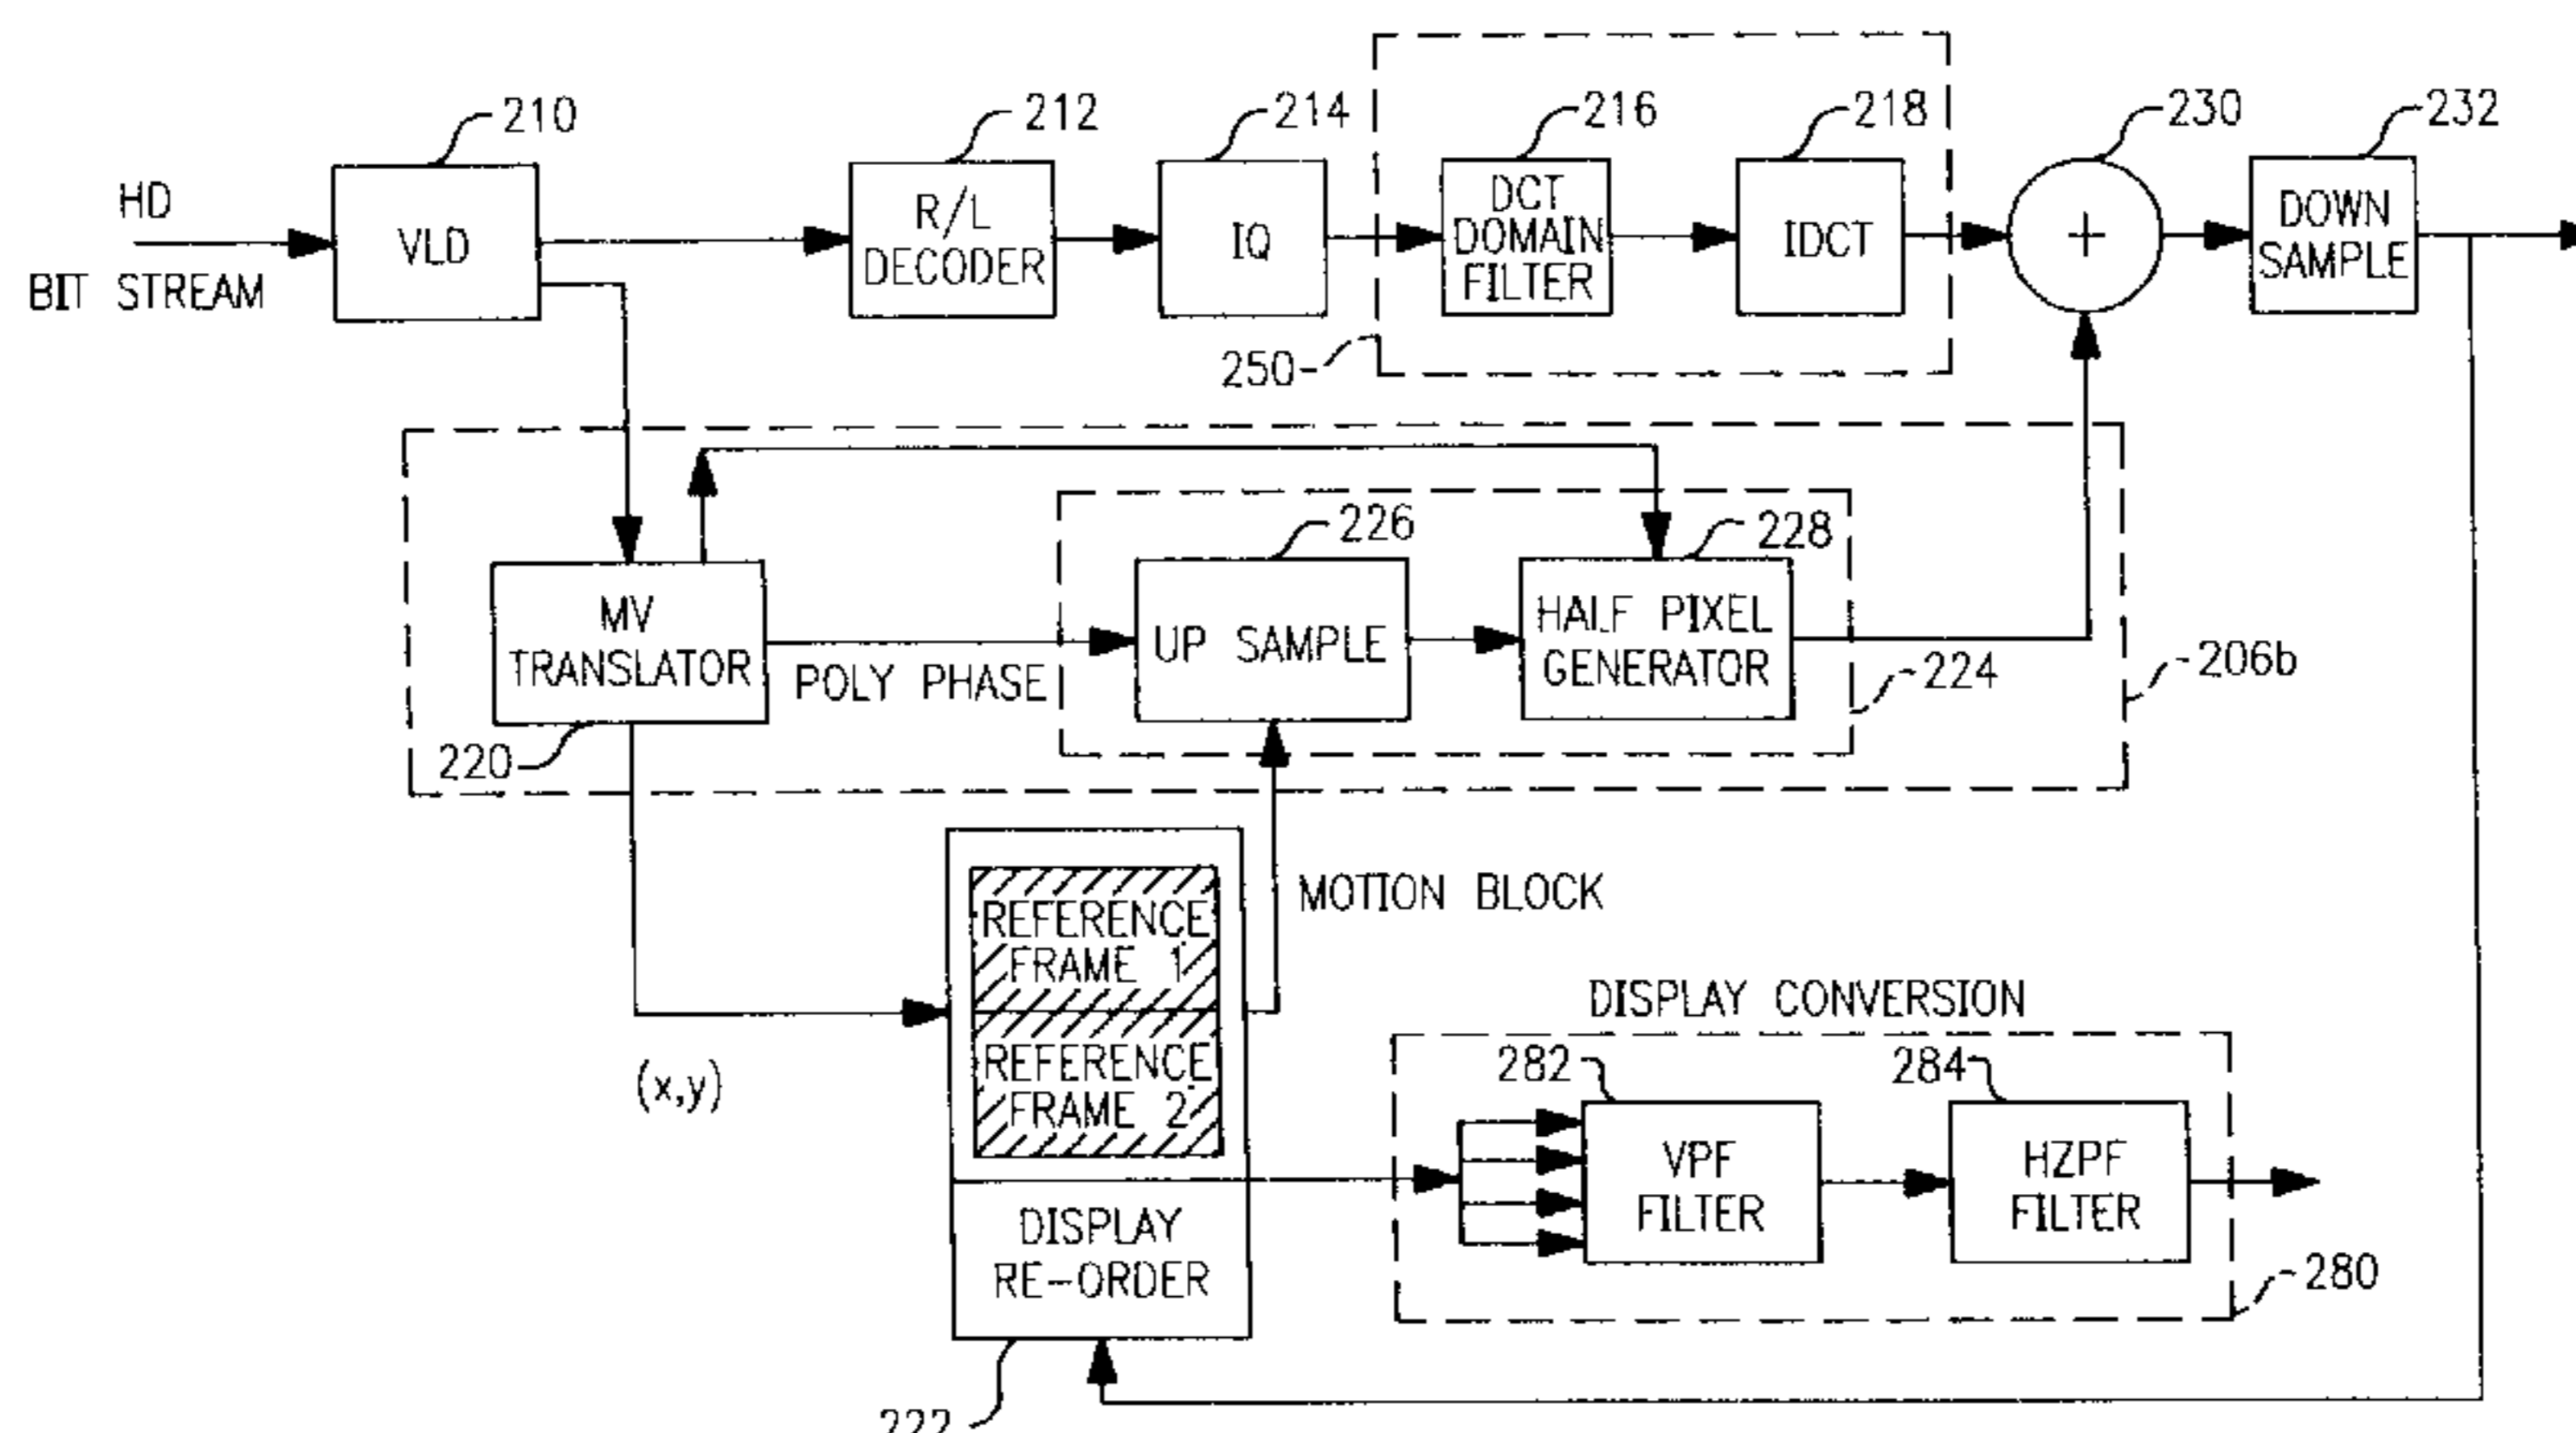 210
212
214
216
218
230
232
HD
BIT STREAM
VLD
R/L
DECODER
IQ
DCT
DOMAIN
FILTER
IDCT
+
DOWN
SAMPLE
250
226
228
MV
TRANSLATOR
POLY PHASE
UP SAMPLE
HALF PIXEL
GENERATOR
224
206b
220
MOTION BLOCK
REFERENCE
FRAME 1
REFERENCE
FRAME 2
(x,y)
DISPLAY CONVERSION
282
284
VPF
FILTER
HZPF
FILTER
DISPLAY
RE-ORDER
280
222